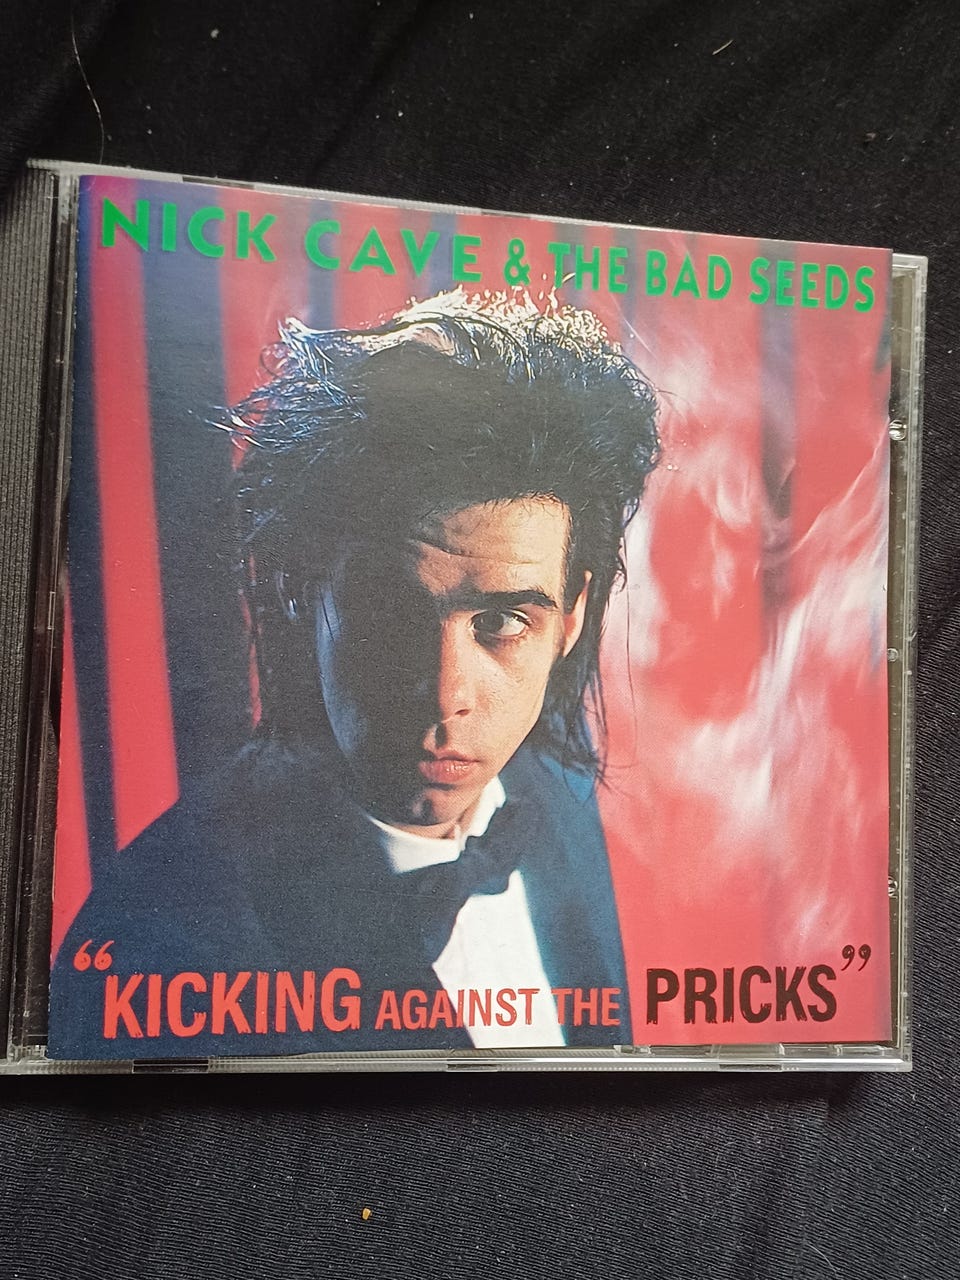 NICK CAVE & THE BAD SEEDS
“KICKING AGAINST THE PRICKS”